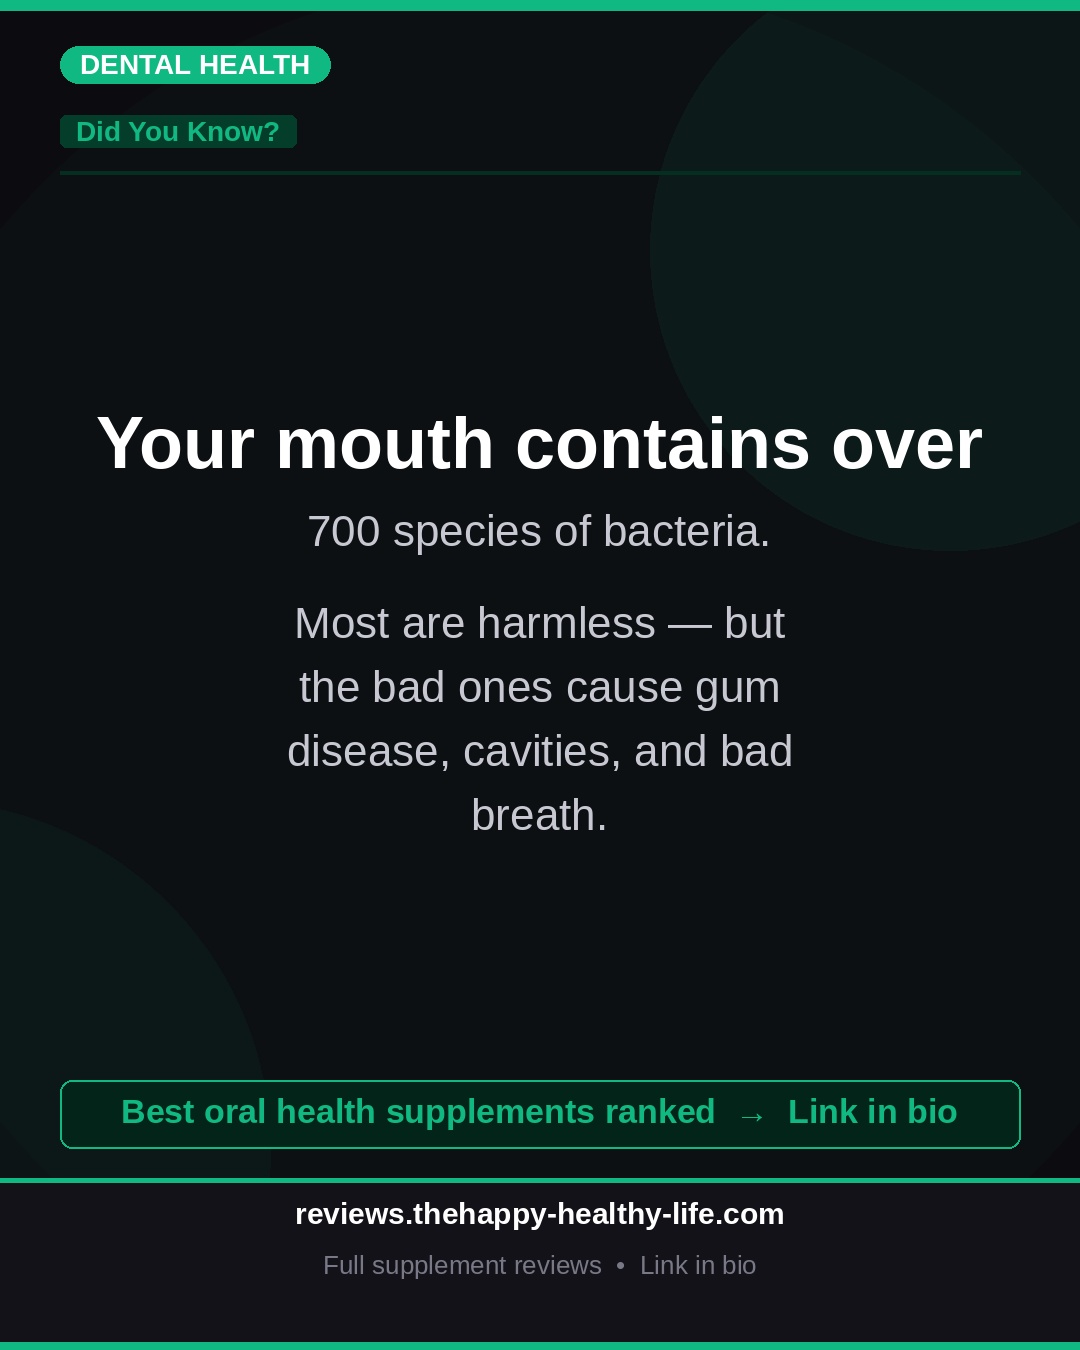 DENTAL HEALTH
Did You Know?
Your mouth contains over
700 species of bacteria.
Most are harmless — but
the bad ones cause gum
disease, cavities, and bad
breath.
Best oral health supplements ranked → Link in bio
reviews.thehappy-healthy-life.com
Full supplement reviews • Link in bio